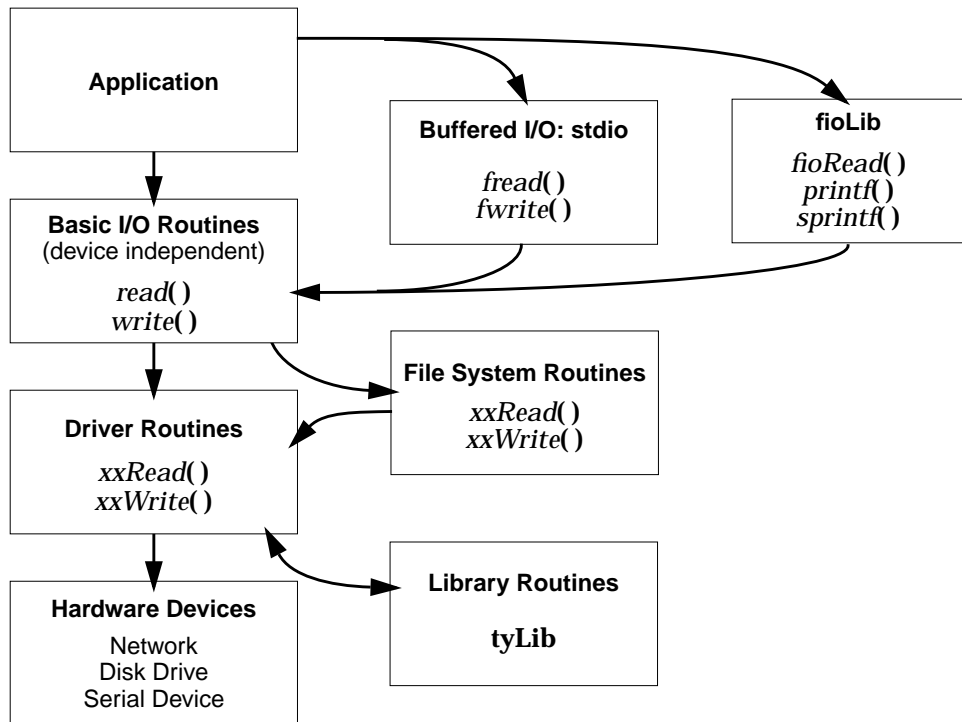 Application
Buffered I/O: stdio
fread( )
fwrite( )
fioLib
fioRead( )
printf( )
sprintf( )
Basic I/O Routines
(device independent)
read( )
write( )
File System Routines
xxRead( )
xxWrite( )
Driver Routines
xxRead( )
xxWrite( )
Library Routines
tyLib
Hardware Devices
Network
Disk Drive
Serial Device